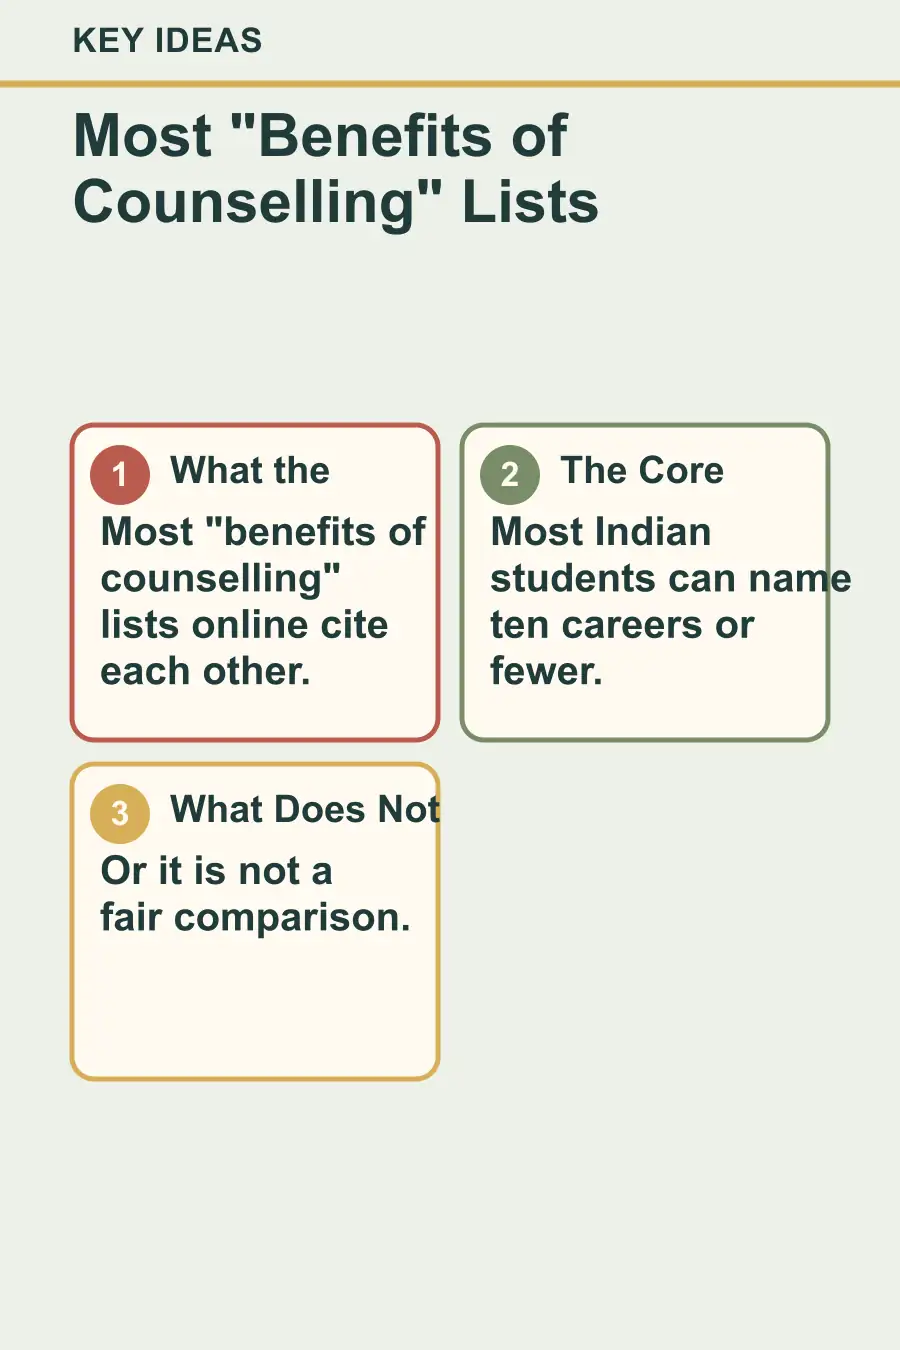 KEY IDEAS
Most "Benefits of
Counselling" Lists
1 What the
Most "benefits of
counselling"
lists online cite
each other.
2 The Core
Most Indian
students can name
ten careers or
fewer.
3 What Does Not
Or it is not a
fair comparison.